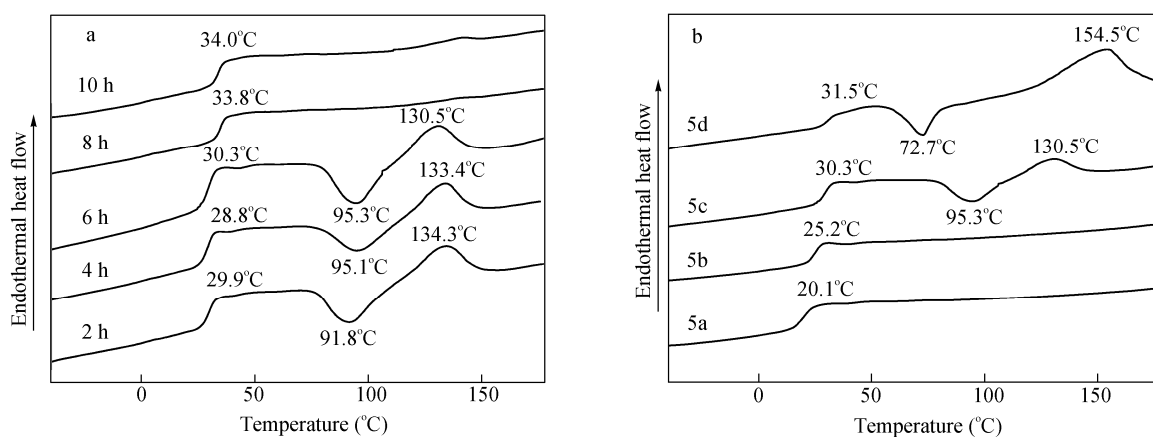 a
34.0°C
10 h
33.8°C
8 h
130.5°C
30.3°C
6 h
133.4°C
95.3°C
28.8°C
4 h
134.3°C
95.1°C
29.9°C
2 h
91.8°C
Endothermal heat flow
0
50
100
150
Temperature (°C)
b
154.5°C
31.5°C
5d
72.7°C
130.5°C
30.3°C
5c
95.3°C
25.2°C
5b
20.1°C
5a
Endothermal heat flow
0
50
100
150
Temperature (°C)